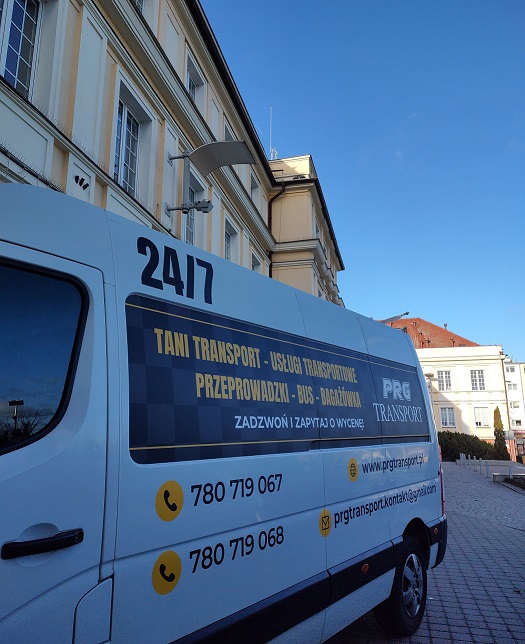 24/7
TANI TRANSPORT - USŁUGI TRANSPORTOWE
PRZEPROWADZKI - BUS - BAGAŻÓWKA
ZADZWOŃ I ZAPYTAJ O WYCENĘ!
PRG
TRANSPORT
780 719 067
780 719 068
www.prgtransport.pl
prgtransport.kontakt@gmail.com